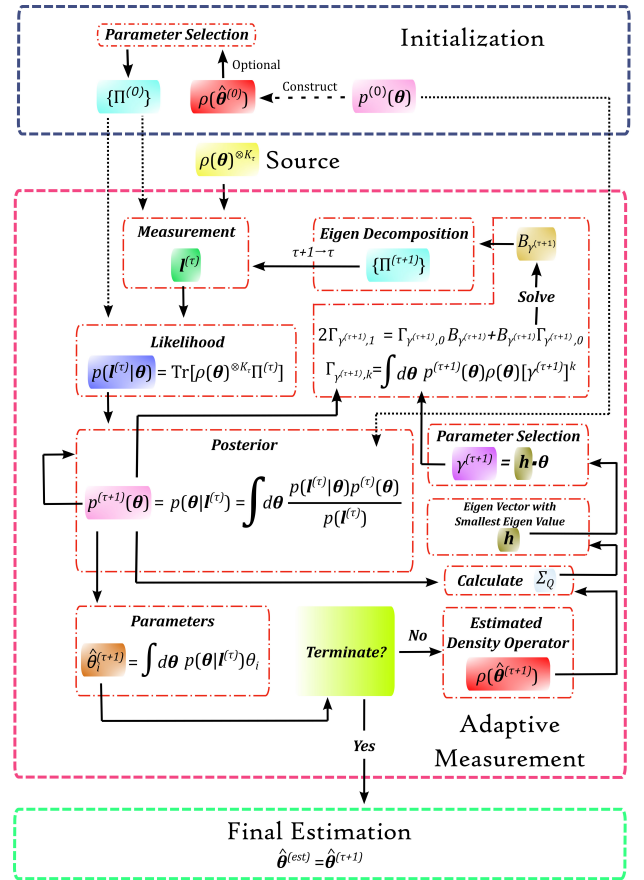 Initialization
Parameter Selection
Optional
{Π^(0)}
ρ(θ̂^(0))
Construct
p^(0)(θ)
ρ(θ)^⊗K_τ
Source
Measurement
l^(τ)
τ+1→τ
Eigen Decomposition
{Π^(τ+1)}
B_γ^(τ+1)
Solve
2Γ_γ^(τ+1),1 = Γ_γ^(τ+1),0 B_γ^(τ+1)+B_γ^(τ+1)Γ_γ^(τ+1),0
Γ_γ^(τ+1),k=∫dθ p^(τ+1)(θ)ρ(θ)[γ^(τ+1)]^k
Likelihood
p(l^(τ)|θ) = Tr[ρ(θ)^⊗K_τ Π^(τ)]
Posterior
p^(τ+1)(θ) = p(θ|l^(τ)) = ∫dθ p(l^(τ)|θ)p^(τ)(θ)
p(l^(τ))
Parameter Selection
γ^(τ+1) = h·θ
Eigen Vector with
Smallest Eigen Value
h
Calculate Σ_Q
Parameters
θ̂_i^(τ+1) = ∫dθ p(θ|l^(τ))θ_i
Terminate?
No
Estimated
Density Operator
ρ(θ̂^(τ+1))
Yes
Adaptive
Measurement
Final Estimation
θ̂^(est) = θ̂^(τ+1)